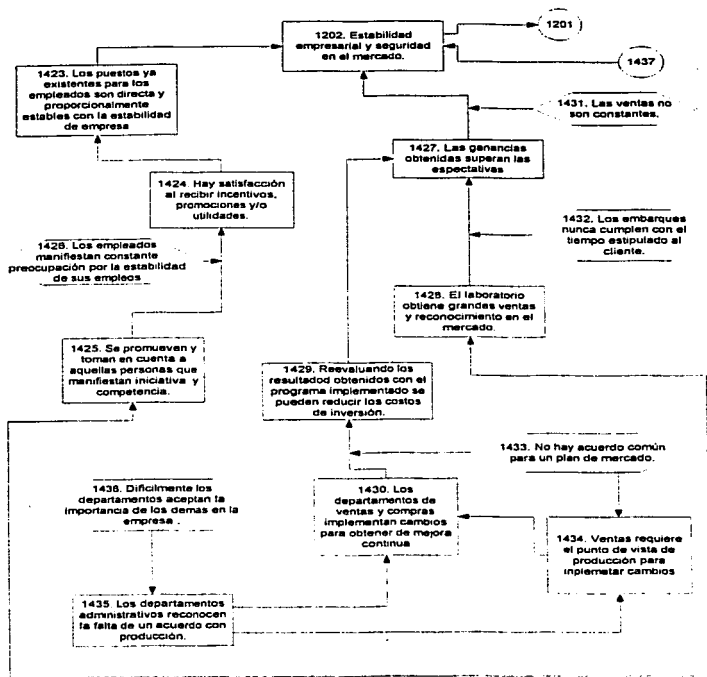 1202. Estabilidad
empresarial y seguridad
en el mercado.
1201
1437
1423. Los puestos ya
existentes para los
empleados son directa y
proporcionalmente
estables con la estabilidad
de empresa
1431. Las ventas no
son constantes.
1427. Las ganancias
obtenidas superan las
espectativas
1424. Hay satisfacción
al recibir incentivos,
promociones y/o
utilidades.
1432. Los embarques
nunca cumplen con el
tiempo estipulado al
cliente.
1426. Los empleados
manifiestan constante
preocupación por la estabilidad
de sus empleos
1428. El laboratorio
obtiene grandes ventas
y reconocimiento en el
mercado.
1425. Se promueven y
toman en cuenta a
aquellas personas que
manifiestan iniciativa y
competencia.
1429. Reevaluando los
resultadod obtenidos con el
programa implementado se
pueden reducir los costos
de inversión.
1433. No hay acuerdo común
para un plan de mercado.
1436. Dificilmente los
departamentos aceptan la
importancia de los demas en la
empresa .
1430. Los
departamentos de
ventas y compras
implementan cambios
para obtener de mejora
continua
1434. Ventas requiere
el punto de vista de
producción para
inplemetar cambios
1435. Los departamentos
administrativos reconocen
la falta de un acuerdo con
producción.